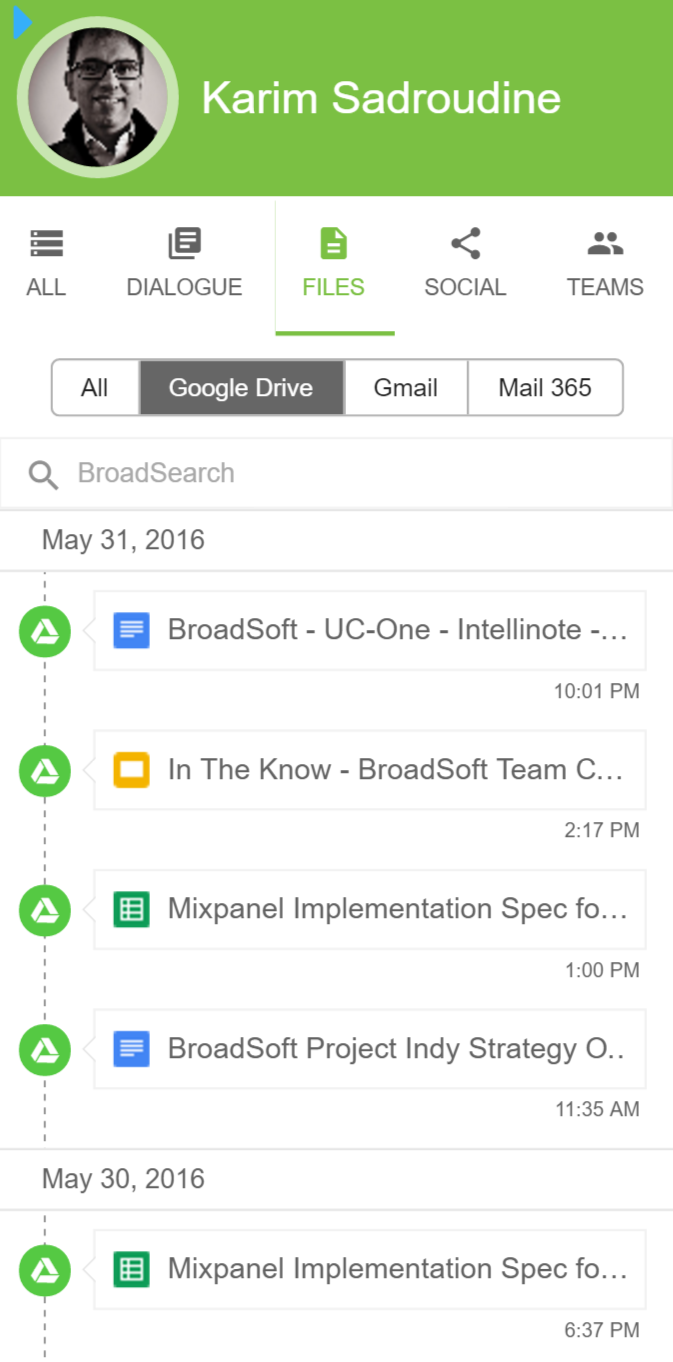 Karim Sadroudine
ALL DIALOGUE FILES SOCIAL TEAMS
All Google Drive Gmail Mail 365
BroadSearch
May 31, 2016
BroadSoft - UC-One - Intellinote -...
10:01 PM
In The Know - BroadSoft Team C...
2:17 PM
Mixpanel Implementation Spec fo...
1:00 PM
BroadSoft Project Indy Strategy O..
11:35 AM
May 30, 2016
Mixpanel Implementation Spec fo...
6:37 PM